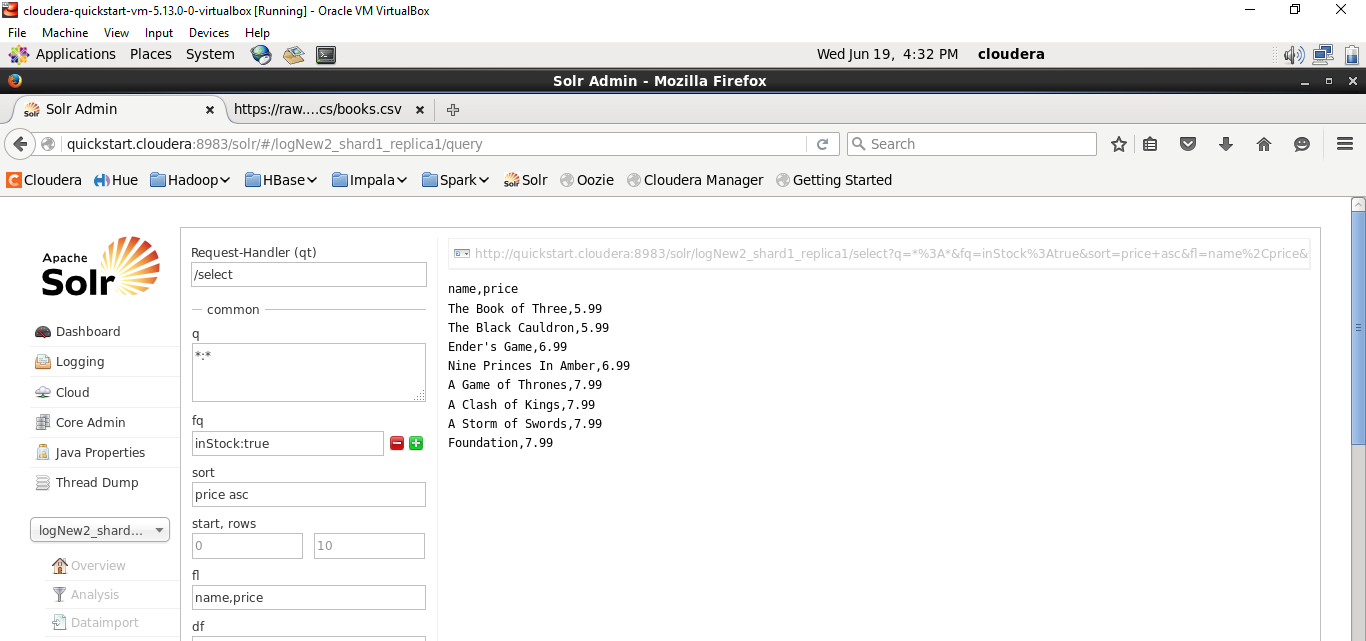 cloudera-quickstart-vm-5.13.0-0-virtualbox [Running] - Oracle VM VirtualBox
File Machine View Input Devices Help
Applications Places System Wed Jun 19, 4:32 PM cloudera
Solr Admin - Mozilla Firefox
Solr Admin https://raw....cs/books.csv
quickstart.cloudera:8983/solr/#/logNew2_shard1_replica1/query Search
Cloudera Hue Hadoop HBase Impala Spark Solr Oozie Cloudera Manager Getting Started
Apache
Solr
Dashboard
Logging
Cloud
Core Admin
Java Properties
Thread Dump
logNew2_shard...
Overview
Analysis
Dataimport
Request-Handler (qt)
/select
common
q
*:*
fq
inStock:true
sort
price asc
start, rows
0 10
fl
name,price
df
http://quickstart.cloudera:8983/solr/logNew2_shard1_replica1/select?q=*%3A*&fq=inStock%3Atrue&sort=price+asc&fl=name%2Cprice&
name,price
The Book of Three,5.99
The Black Cauldron,5.99
Ender's Game,6.99
Nine Princes In Amber,6.99
A Game of Thrones,7.99
A Clash of Kings,7.99
A Storm of Swords,7.99
Foundation,7.99